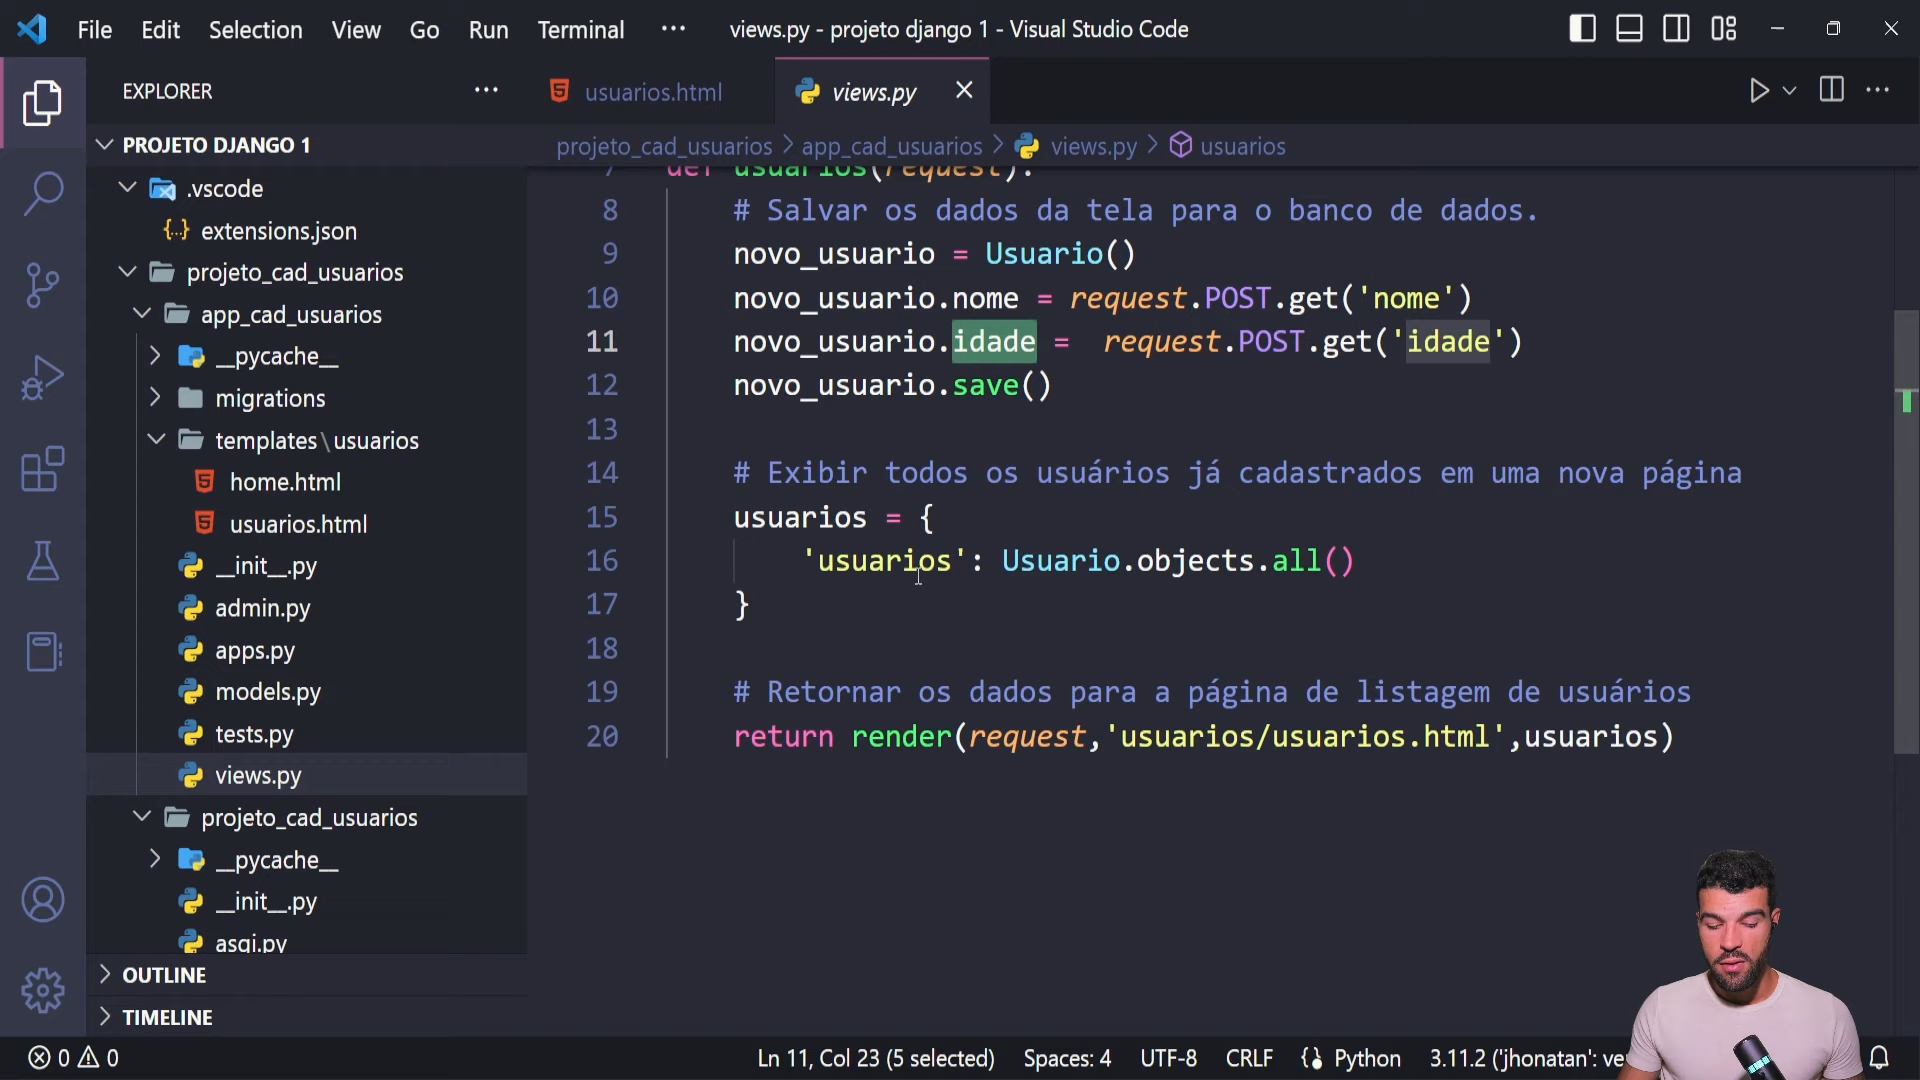 File Edit Selection View Go Run Terminal ··· views.py - projeto django 1 - Visual Studio Code
EXPLORER ···
usuarios.html
views.py
PROJETO DJANGO 1
projeto_cad_usuarios > app_cad_usuarios > views.py > usuarios
.vscode
extensions.json
projeto_cad_usuarios
app_cad_usuarios
__pycache__
migrations
templates\usuarios
home.html
usuarios.html
__init__.py
admin.py
apps.py
models.py
tests.py
views.py
projeto_cad_usuarios
__pycache__
__init__.py
asgi.py
OUTLINE
TIMELINE
7 def usuarios(request):
8 # Salvar os dados da tela para o banco de dados.
9 novo_usuario = Usuario()
10 novo_usuario.nome = request.POST.get('nome')
11 novo_usuario.idade =  request.POST.get('idade')
12 novo_usuario.save()
13
14 # Exibir todos os usuários já cadastrados em uma nova página
15 usuarios = {
16 'usuarios': Usuario.objects.all()
17 }
18
19 # Retornar os dados para a página de listagem de usuários
20 return render(request,'usuarios/usuarios.html',usuarios)
0 0 Ln 11, Col 23 (5 selected) Spaces: 4 UTF-8 CRLF Python 3.11.2 ('jhonatan': ve